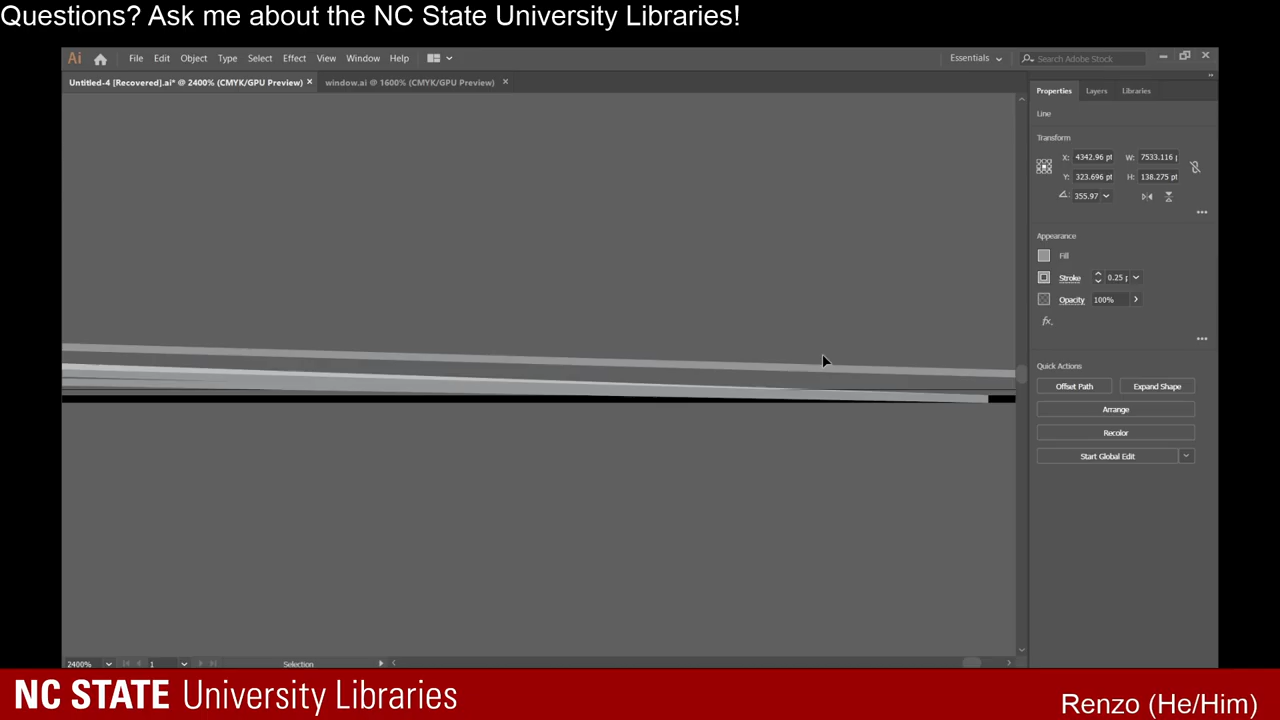 Questions? Ask me about the NC State University Libraries!
Ai File Edit Object Type Select Effect View Window Help Essentials Search Adobe Stock
Untitled-4 [Recovered].ai* @ 2400% (CMYK/GPU Preview) × window.ai @ 1600% (CMYK/GPU Preview) ×
Properties Layers Libraries
Line
Transform
X: 4342.96 pt W: 7533.116 p
Y: 323.696 pt H: 138.275 pt
355.97
Appearance
Fill
Stroke 0.25 p
Opacity 100%
fx.
Quick Actions
Offset Path Expand Shape
Arrange
Recolor
Start Global Edit
2400% 1 Selection
NC STATE University Libraries
Renzo (He/Him)